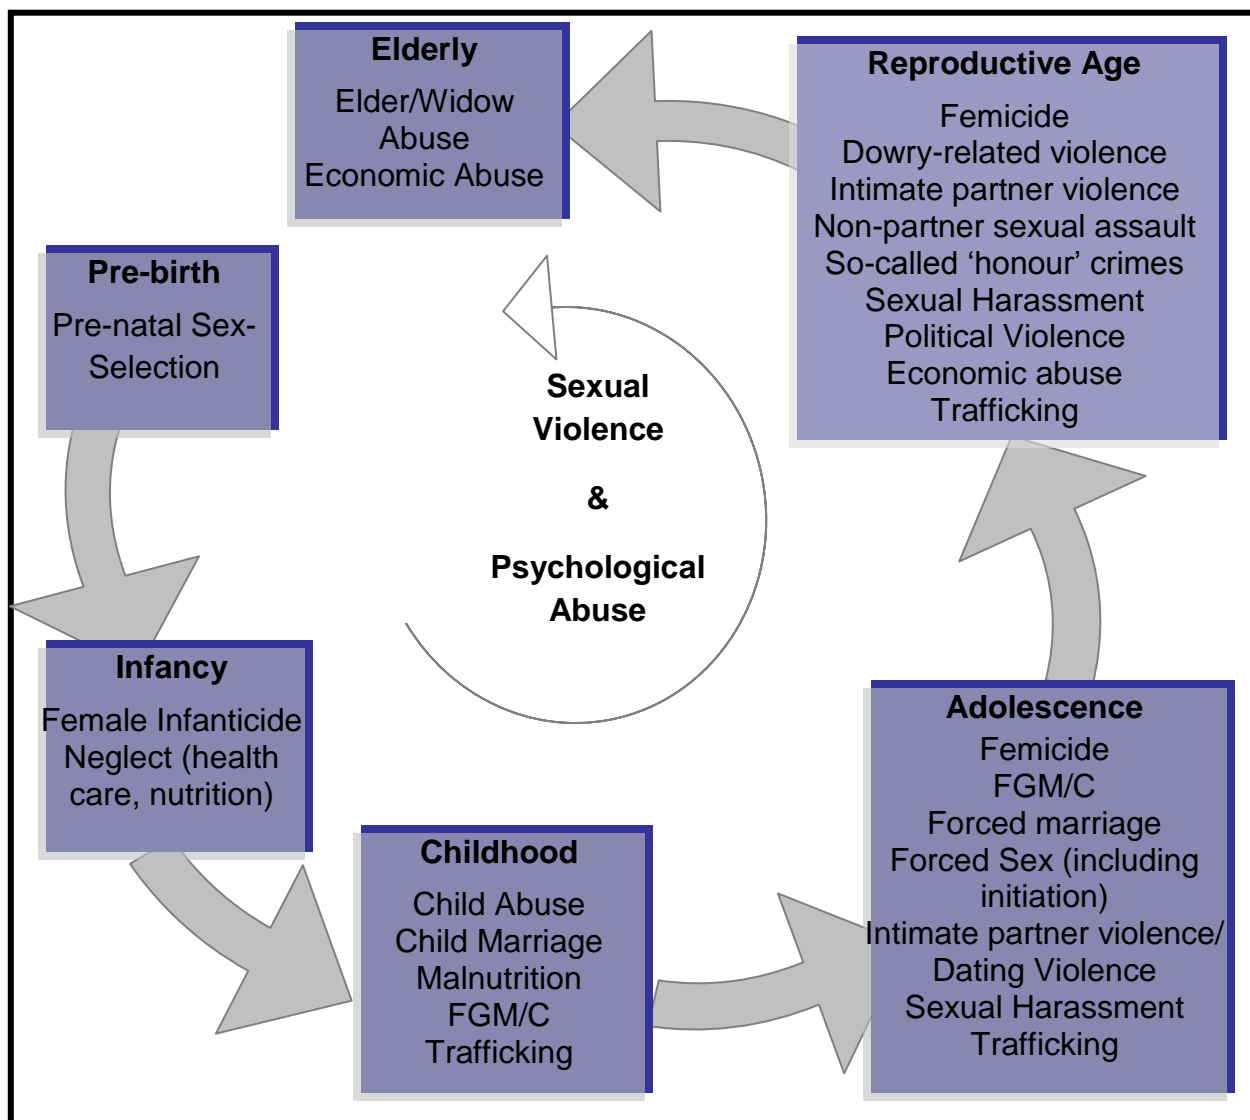 Elderly
Elder/Widow
Abuse
Economic Abuse
Reproductive Age
Femicide
Dowry-related violence
Intimate partner violence
Non-partner sexual assault
So-called ‘honour’ crimes
Sexual Harassment
Political Violence
Economic abuse
Trafficking
Pre-birth
Pre-natal Sex-
Selection
Sexual
Violence
&
Psychological
Abuse
Infancy
Female Infanticide
Neglect (health
care, nutrition)
Childhood
Child Abuse
Child Marriage
Malnutrition
FGM/C
Trafficking
Adolescence
Femicide
FGM/C
Forced marriage
Forced Sex (including
initiation)
Intimate partner violence/
Dating Violence
Sexual Harassment
Trafficking